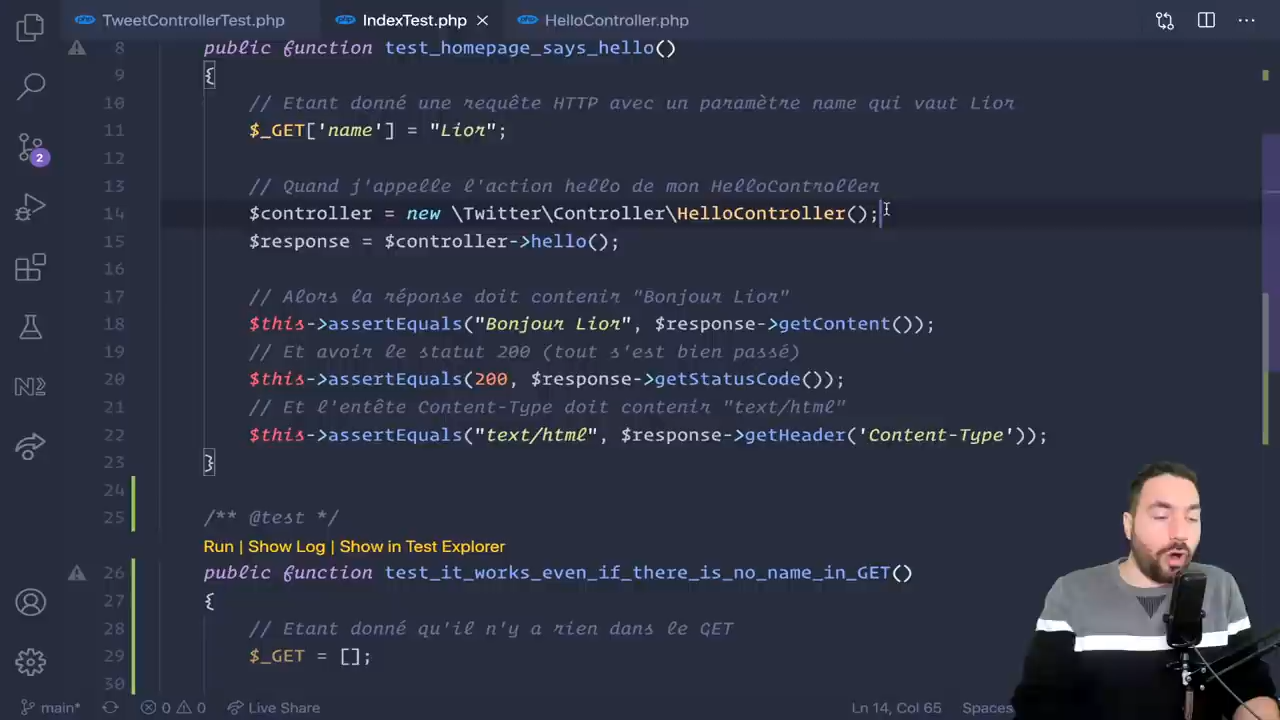 TweetControllerTest.php IndexTest.php HelloController.php
8 public function test_homepage_says_hello()
9 {
10 // Etant donné une requête HTTP avec un paramètre name qui vaut Lior
11 $_GET['name'] = "Lior";
12
13 // Quand j'appelle l'action hello de mon HelloController
14 $controller = new \Twitter\Controller\HelloController();
15 $response = $controller->hello();
16
17 // Alors la réponse doit contenir "Bonjour Lior"
18 $this->assertEquals("Bonjour Lior", $response->getContent());
19 // Et avoir le statut 200 (tout s'est bien passé)
20 $this->assertEquals(200, $response->getStatusCode());
21 // Et l'entête Content-Type doit contenir "text/html"
22 $this->assertEquals("text/html", $response->getHeader('Content-Type'));
23 }
24
25 /** @test */
Run | Show Log | Show in Test Explorer
26 public function test_it_works_even_if_there_is_no_name_in_GET()
27 {
28 // Etant donné qu'il n'y a rien dans le GET
29 $_GET = [];
30
2
main* 0 0 Live Share Ln 14, Col 65 Spaces